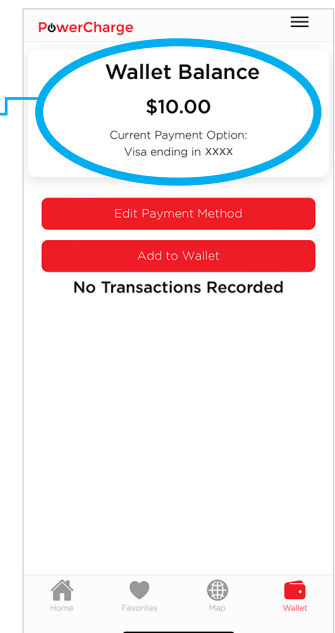 PowerCharge
Wallet Balance
$10.00
Current Payment Option:
Visa ending in XXXX
Edit Payment Method
Add to Wallet
No Transactions Recorded
Home Favorites Map Wallet